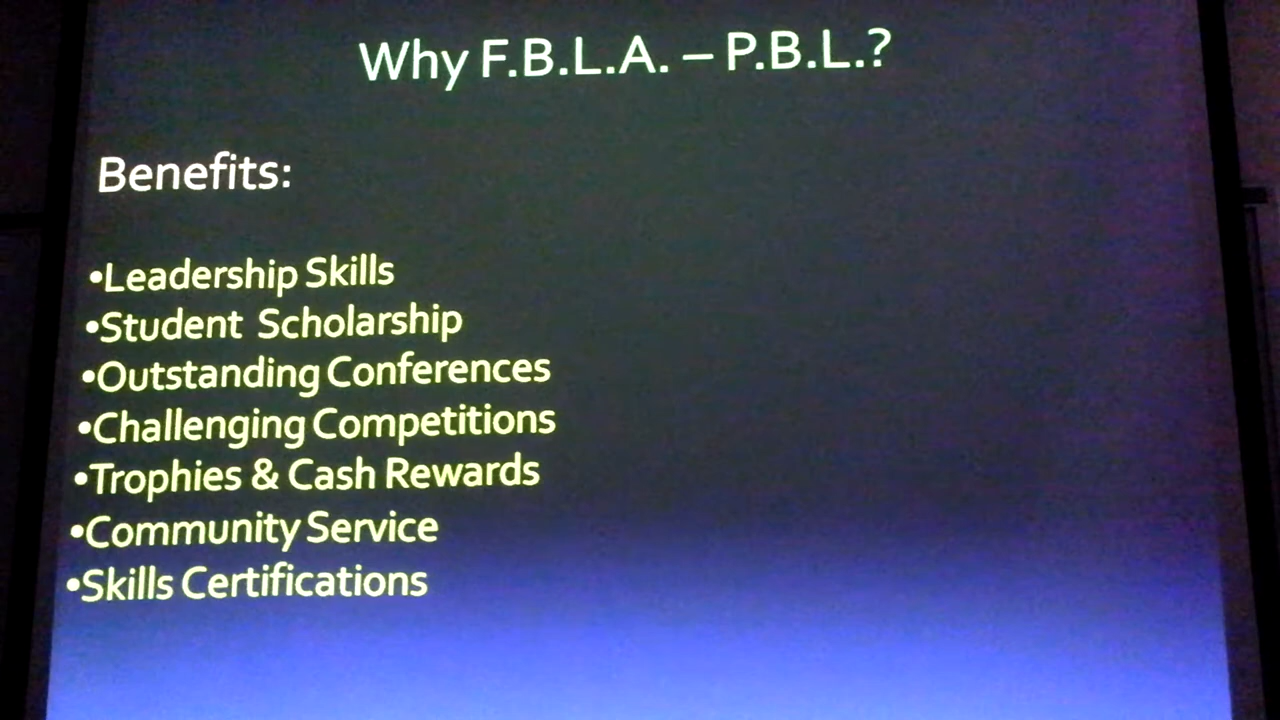 Why F.B.L.A. – P.B.L.?
Benefits:
•Leadership Skills
•Student Scholarship
•Outstanding Conferences
•Challenging Competitions
•Trophies & Cash Rewards
•Community Service
•Skills Certifications